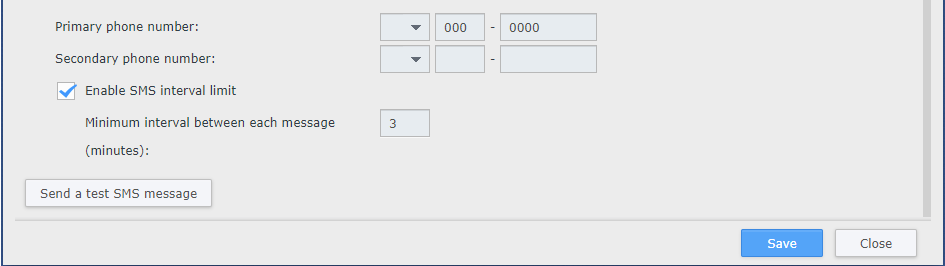 Primary phone number: 000 - 0000
Secondary phone number: -
Enable SMS interval limit
Minimum interval between each message 3
(minutes):
Send a test SMS message
Save Close